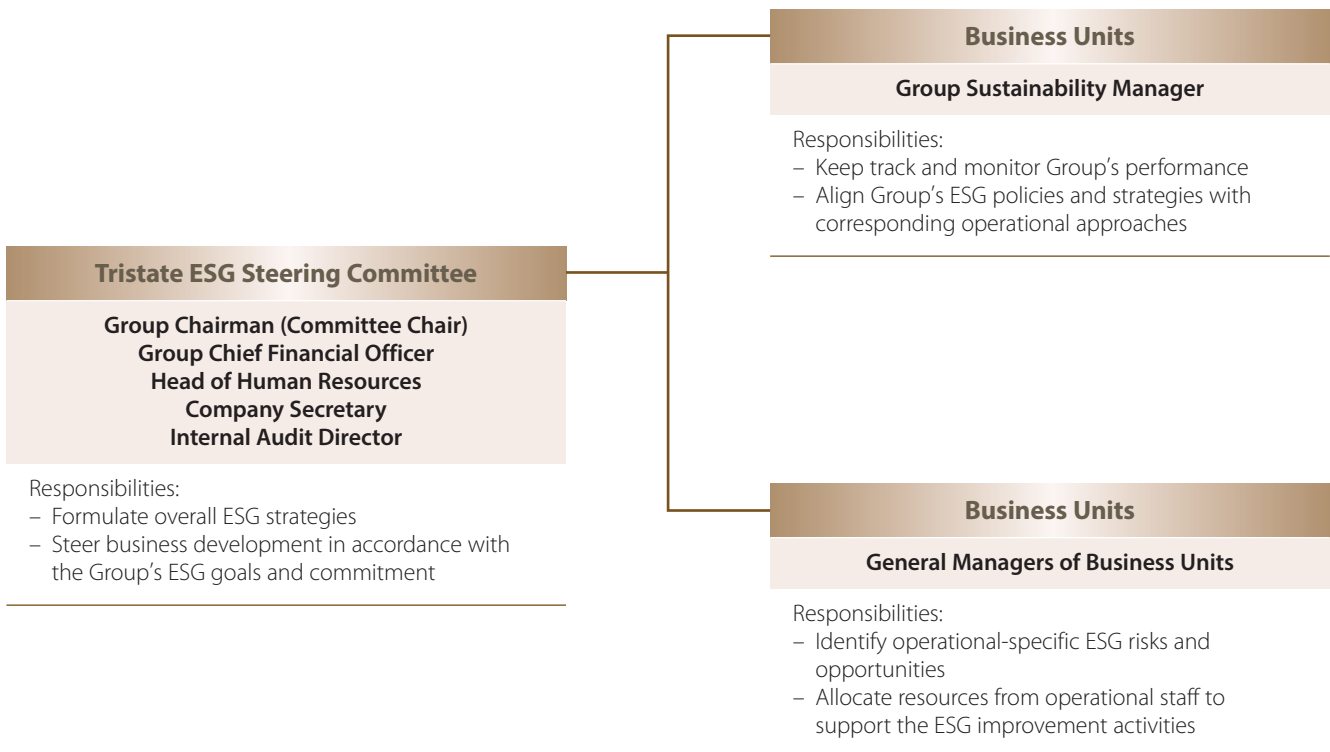 Business Units
Group Sustainability Manager
Responsibilities:
– Keep track and monitor Group’s performance
– Align Group’s ESG policies and strategies with
corresponding operational approaches
Tristate ESG Steering Committee
Group Chairman (Committee Chair)
Group Chief Financial Officer
Head of Human Resources
Company Secretary
Internal Audit Director
Responsibilities:
– Formulate overall ESG strategies
– Steer business development in accordance with
the Group’s ESG goals and commitment
Business Units
General Managers of Business Units
Responsibilities:
– Identify operational-specific ESG risks and
opportunities
– Allocate resources from operational staff to
support the ESG improvement activities